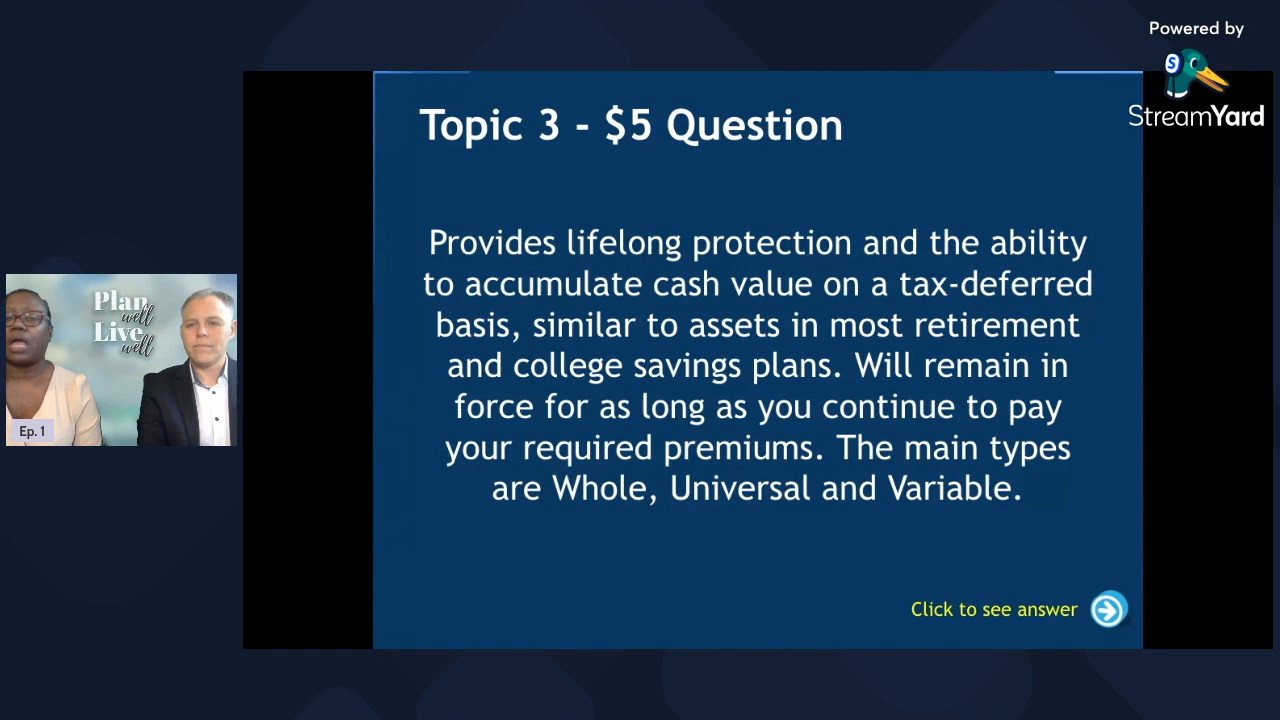 Powered by
StreamYard
Topic 3 - $5 Question
Provides lifelong protection and the ability
to accumulate cash value on a tax-deferred
basis, similar to assets in most retirement
and college savings plans. Will remain in
force for as long as you continue to pay
your required premiums. The main types
are Whole, Universal and Variable.
Click to see answer
Plan
well
Live
well
Ep. 1